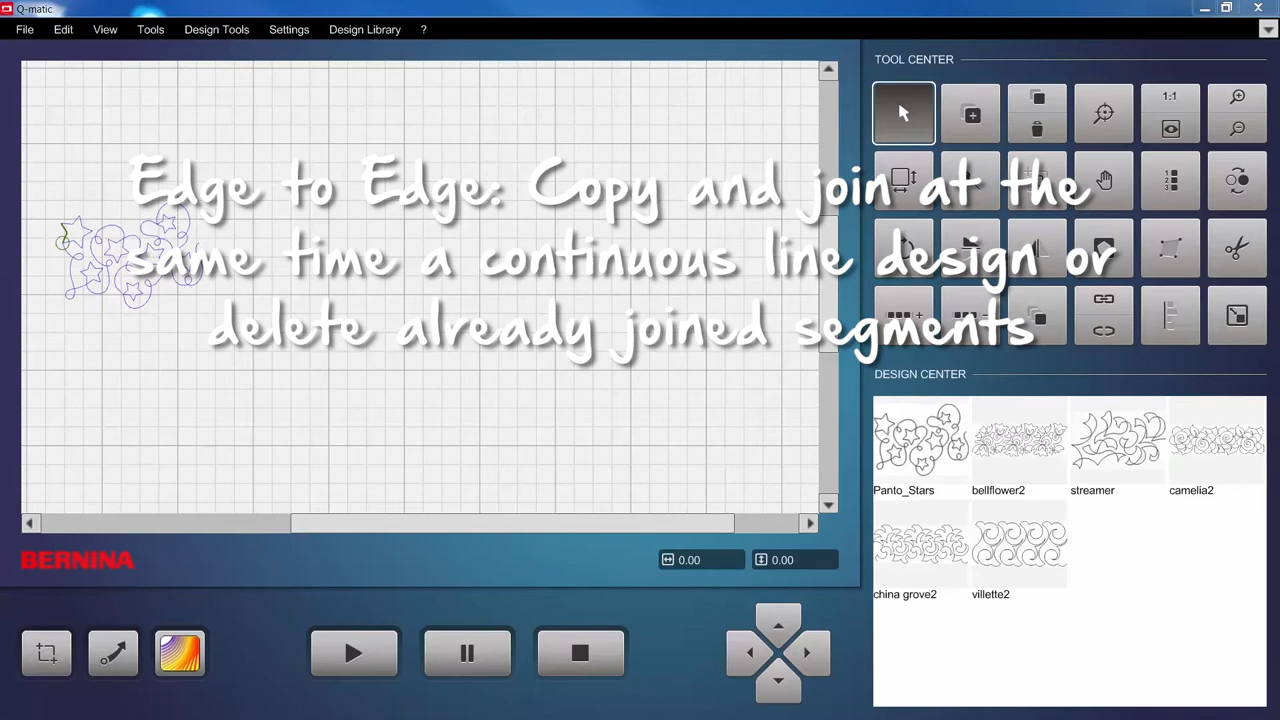 Q-matic
File Edit View Tools Design Tools Settings Design Library ?
TOOL CENTER
1:1
Edge to Edge: Copy and join at the
same time a continuous line design or
delete already joined segments
DESIGN CENTER
Panto_Stars bellflower2 streamer camelia2
china grove2 villette2
BERNINA
0.00 0.00